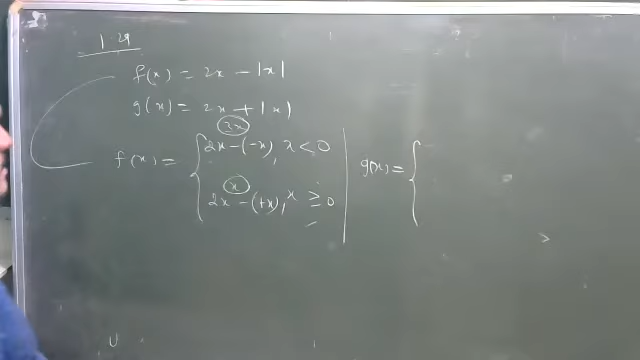 1.29
f(x) = 2x - |x|
g(x) = 2x + |x|
3x
f(x) = { 2x - (-x), x < 0
x
2x - (+x), x ≥ 0
g(x) = {